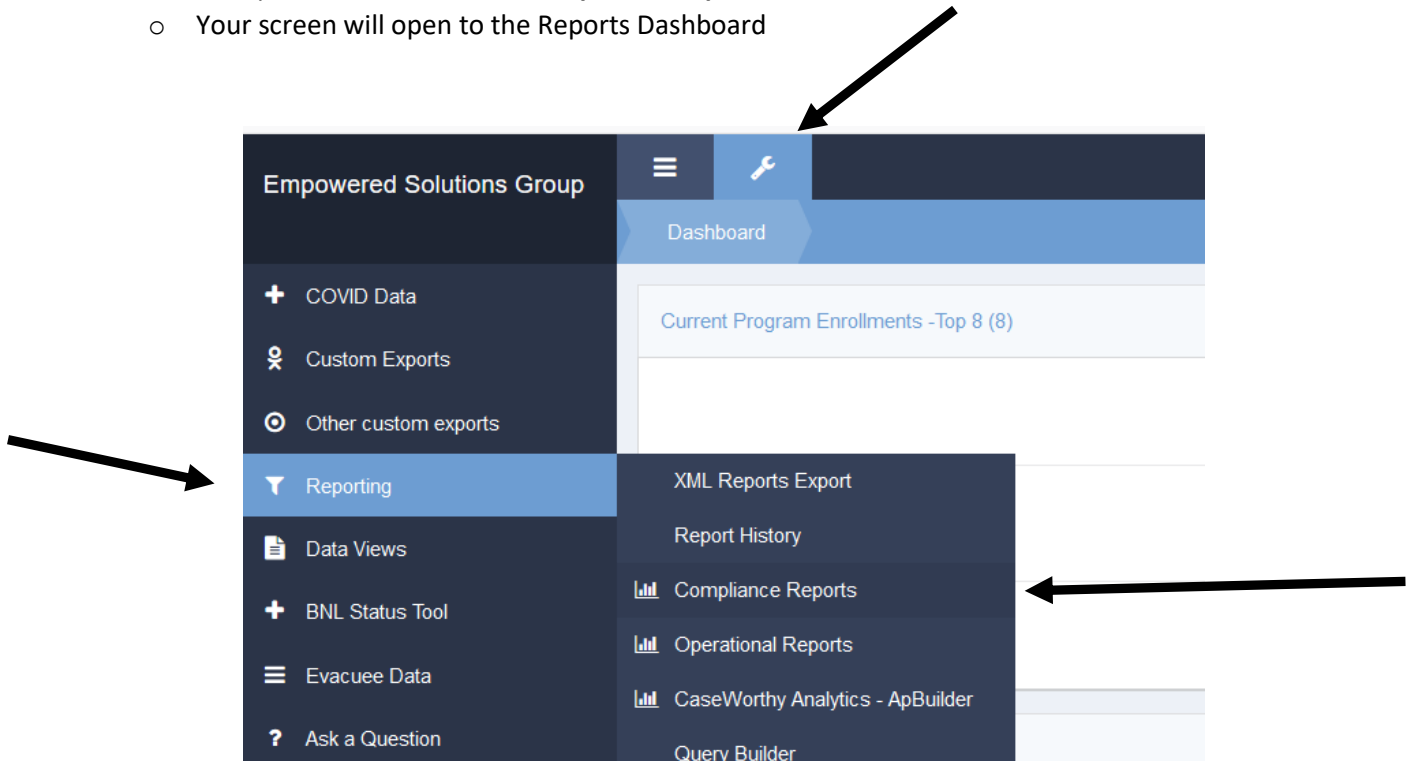 o Your screen will open to the Reports Dashboard
Empowered Solutions Group
Dashboard
COVID Data
Custom Exports
Other custom exports
Reporting
Data Views
BNL Status Tool
Evacuee Data
? Ask a Question
Current Program Enrollments -Top 8 (8)
XML Reports Export
Report History
Compliance Reports
Operational Reports
CaseWorthy Analytics - ApBuilder
Query Builder